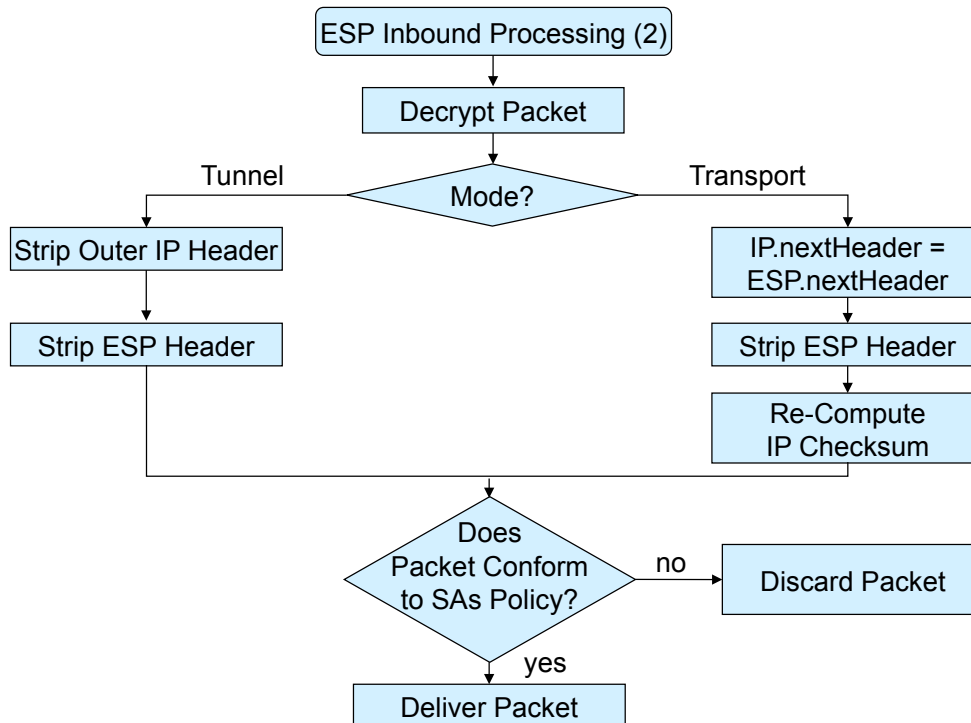 ESP Inbound Processing (2)
Decrypt Packet
Tunnel
Mode?
Transport
Strip Outer IP Header
IP.nextHeader =
ESP.nextHeader
Strip ESP Header
Strip ESP Header
Re-Compute
IP Checksum
Does
Packet Conform
to SAs Policy?
no
Discard Packet
yes
Deliver Packet